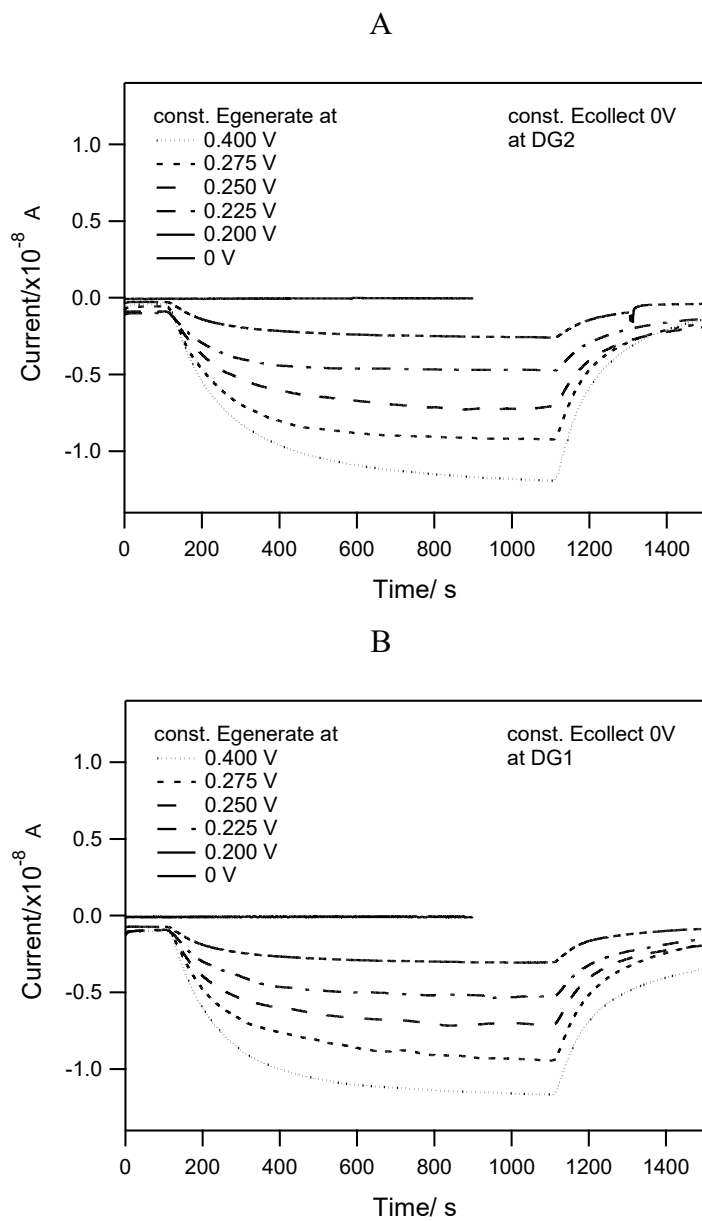 A
const. Egenerate at
0.400 V
0.275 V
0.250 V
0.225 V
0.200 V
0 V
const. Ecollect 0V
at DG2
1.0
0.5
0.0
-0.5
-1.0
Current/x10⁻⁸ A
0 200 400 600 800 1000 1200 1400
Time/ s
B
const. Egenerate at
0.400 V
0.275 V
0.250 V
0.225 V
0.200 V
0 V
const. Ecollect 0V
at DG1
1.0
0.5
0.0
-0.5
-1.0
Current/x10⁻⁸ A
0 200 400 600 800 1000 1200 1400
Time/ s